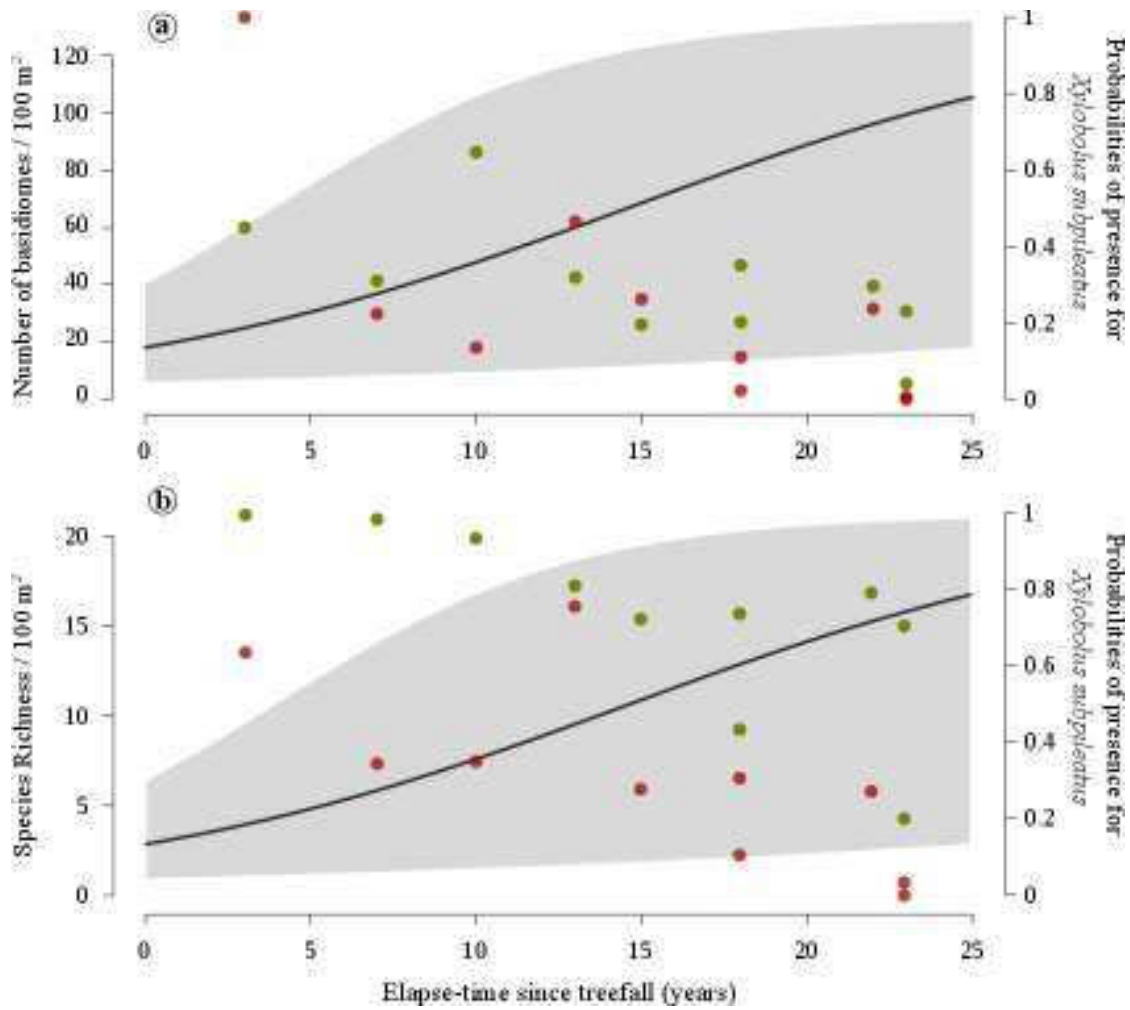 ⓐ
Number of basidiomes / 100 m²
120
100
80
60
40
20
0
1
0.8
0.6
0.4
0.2
0
Probabilities of presence for
Xylobolus subpileatus
0 5 10 15 20 25
ⓑ
Species Richness / 100 m²
20
15
10
5
0
1
0.8
0.6
0.4
0.2
0
Probabilities of presence for
Xylobolus subpileatus
0 5 10 15 20 25
Elapse-time since treefall (years)